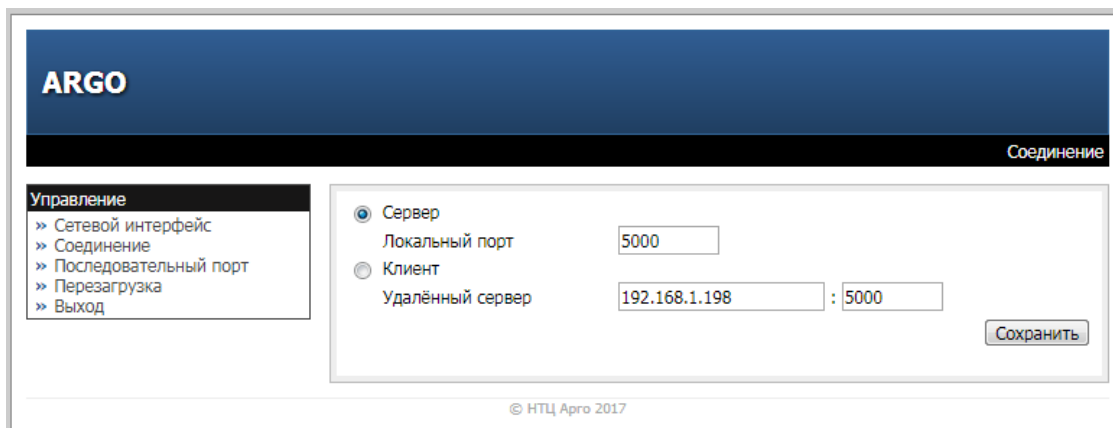 ARGO
Соединение
Управление
» Сетевой интерфейс
» Соединение
» Последовательный порт
» Перезагрузка
» Выход
Сервер
Локальный порт 5000
Клиент
Удалённый сервер 192.168.1.198 : 5000
Сохранить
© НТЦ Арго 2017